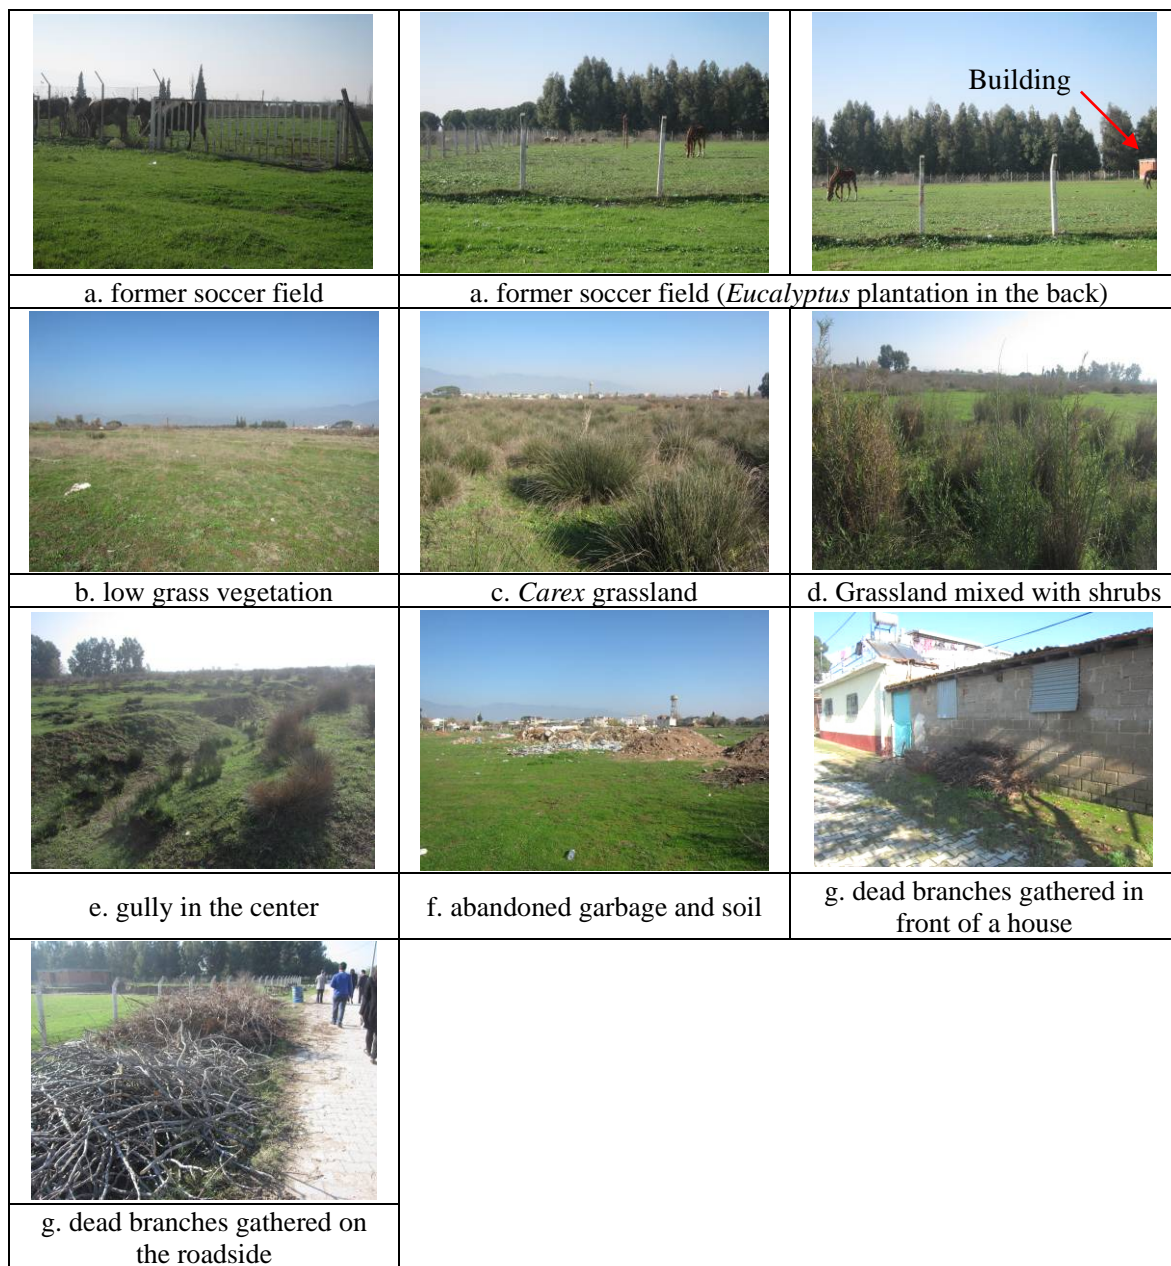 Building
a. former soccer field
a. former soccer field (Eucalyptus plantation in the back)
b. low grass vegetation
c. Carex grassland
d. Grassland mixed with shrubs
e. gully in the center
f. abandoned garbage and soil
g. dead branches gathered in
front of a house
g. dead branches gathered on
the roadside